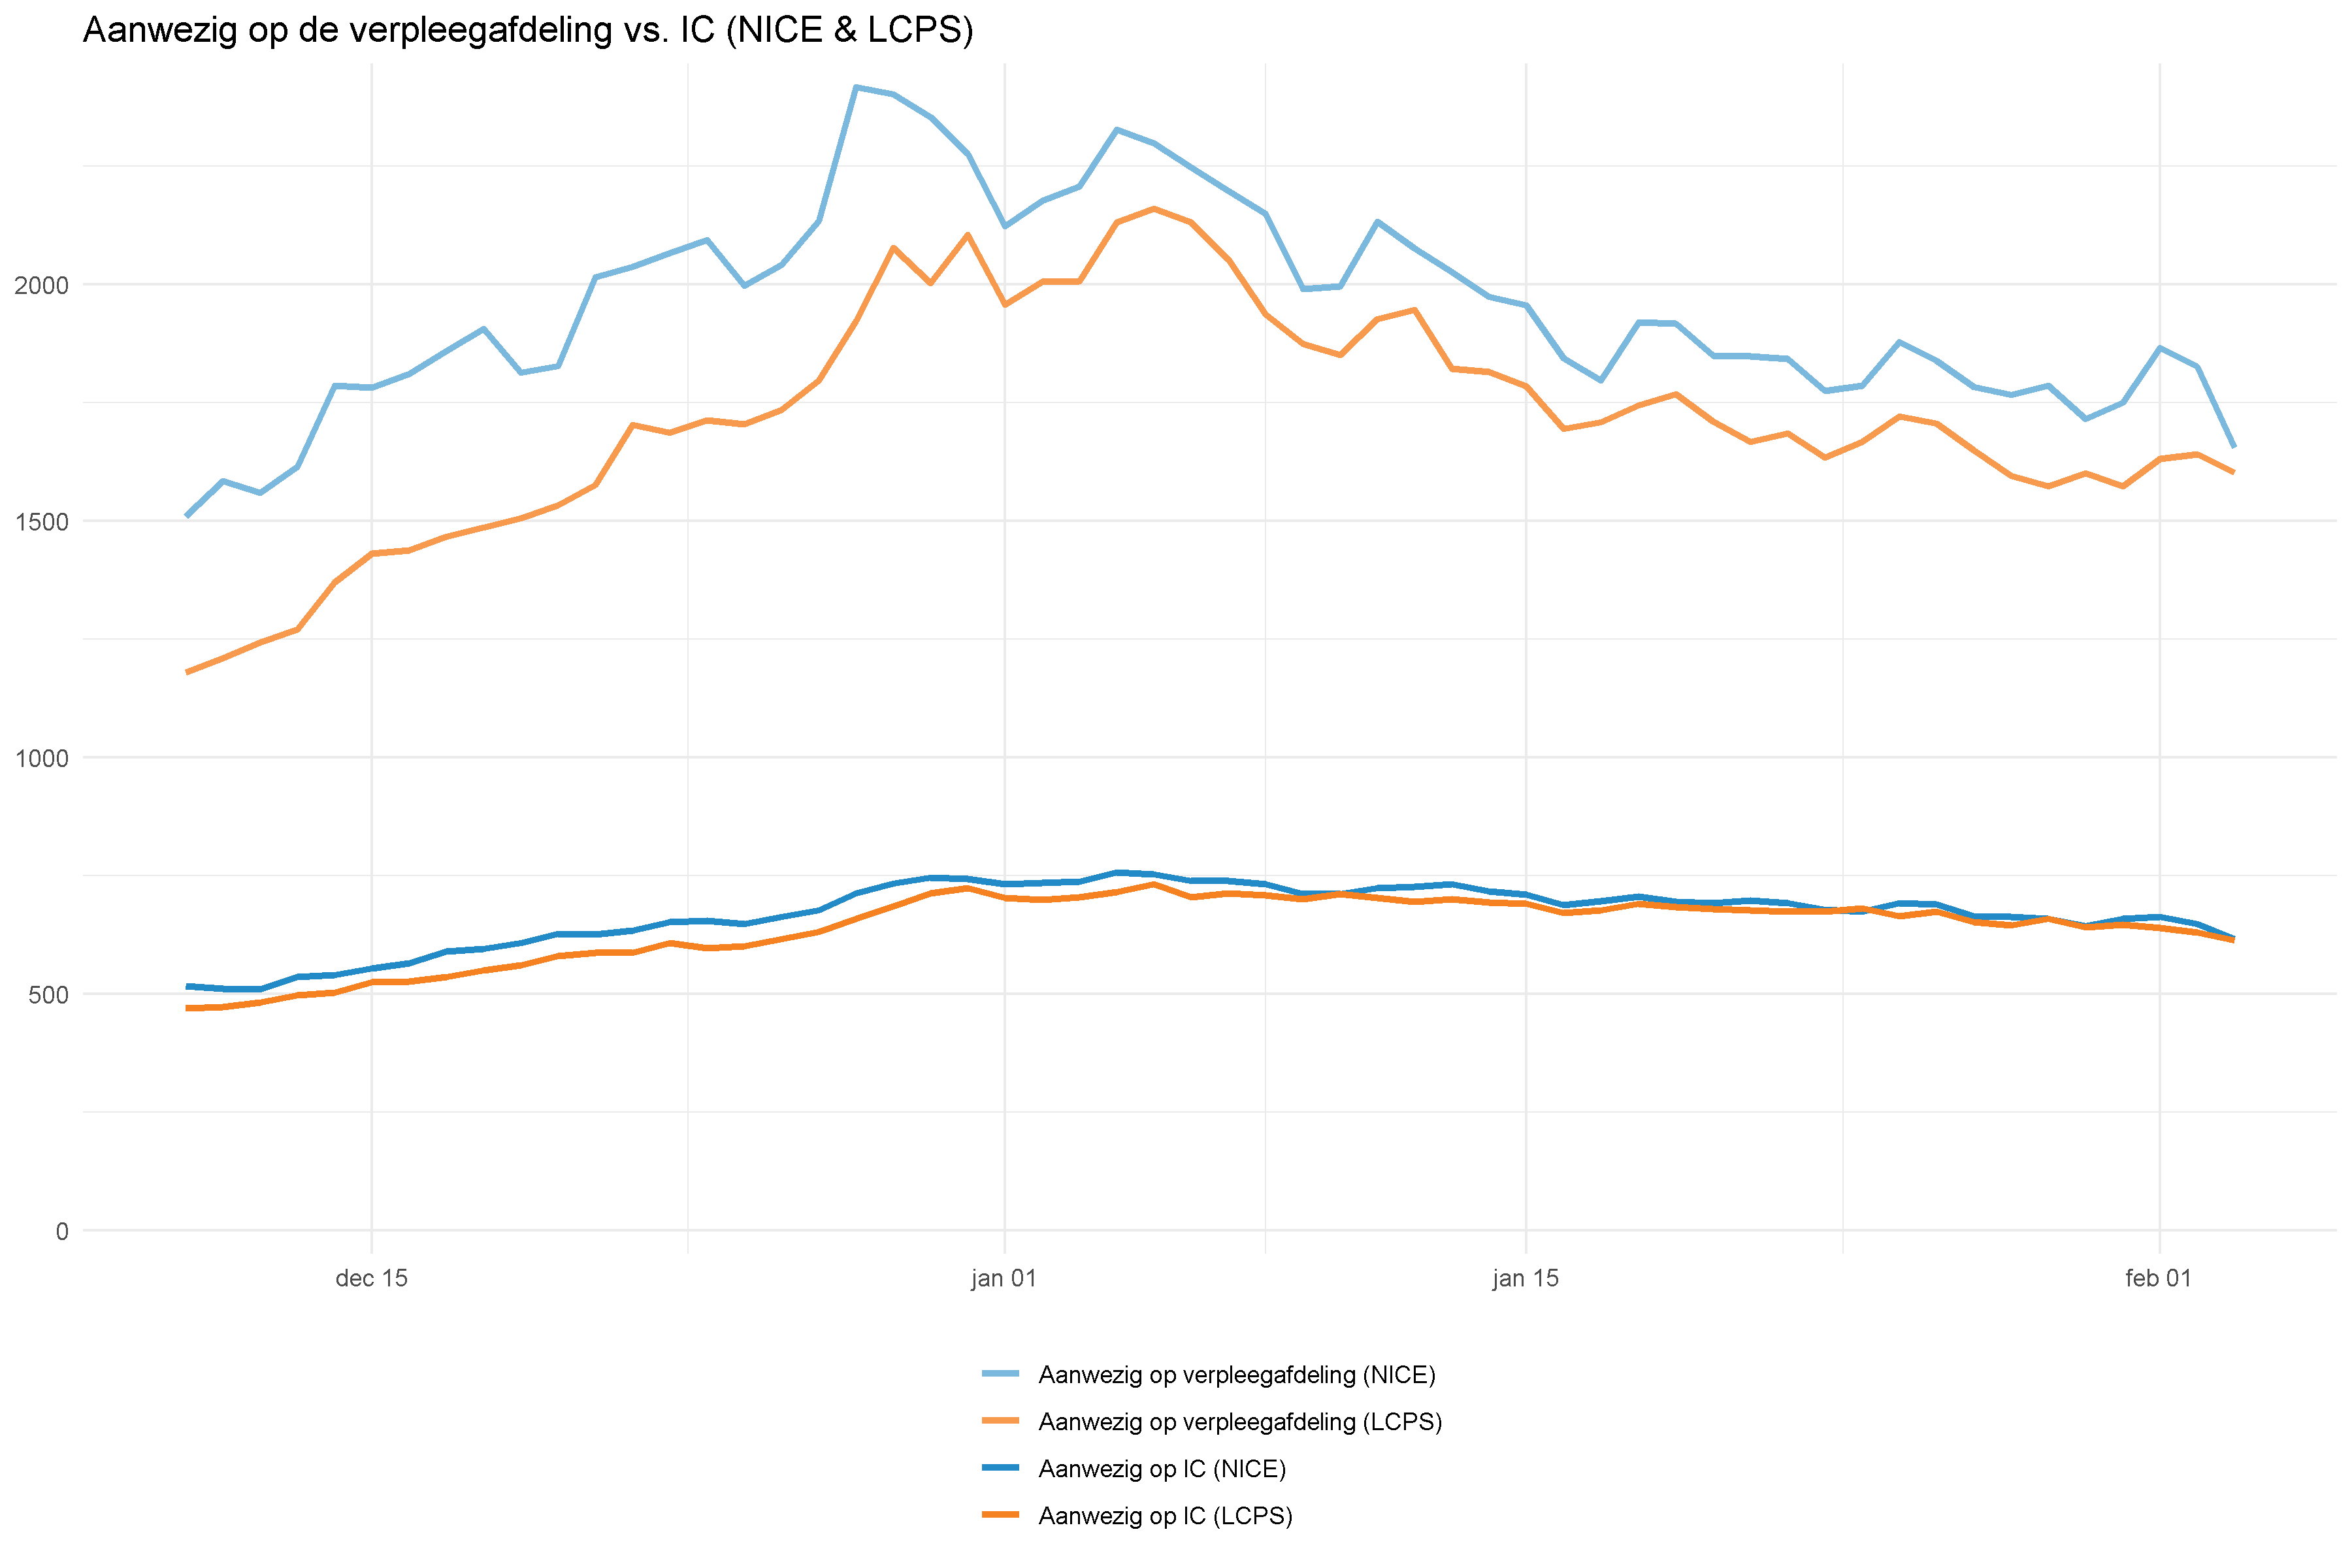 Aanwezig op de verpleegafdeling vs. IC (NICE & LCPS)
2000
1500
1000
500
0
dec 15
jan 01
jan 15
feb 01
Aanwezig op verpleegafdeling (NICE)
Aanwezig op verpleegafdeling (LCPS)
Aanwezig op IC (NICE)
Aanwezig op IC (LCPS)